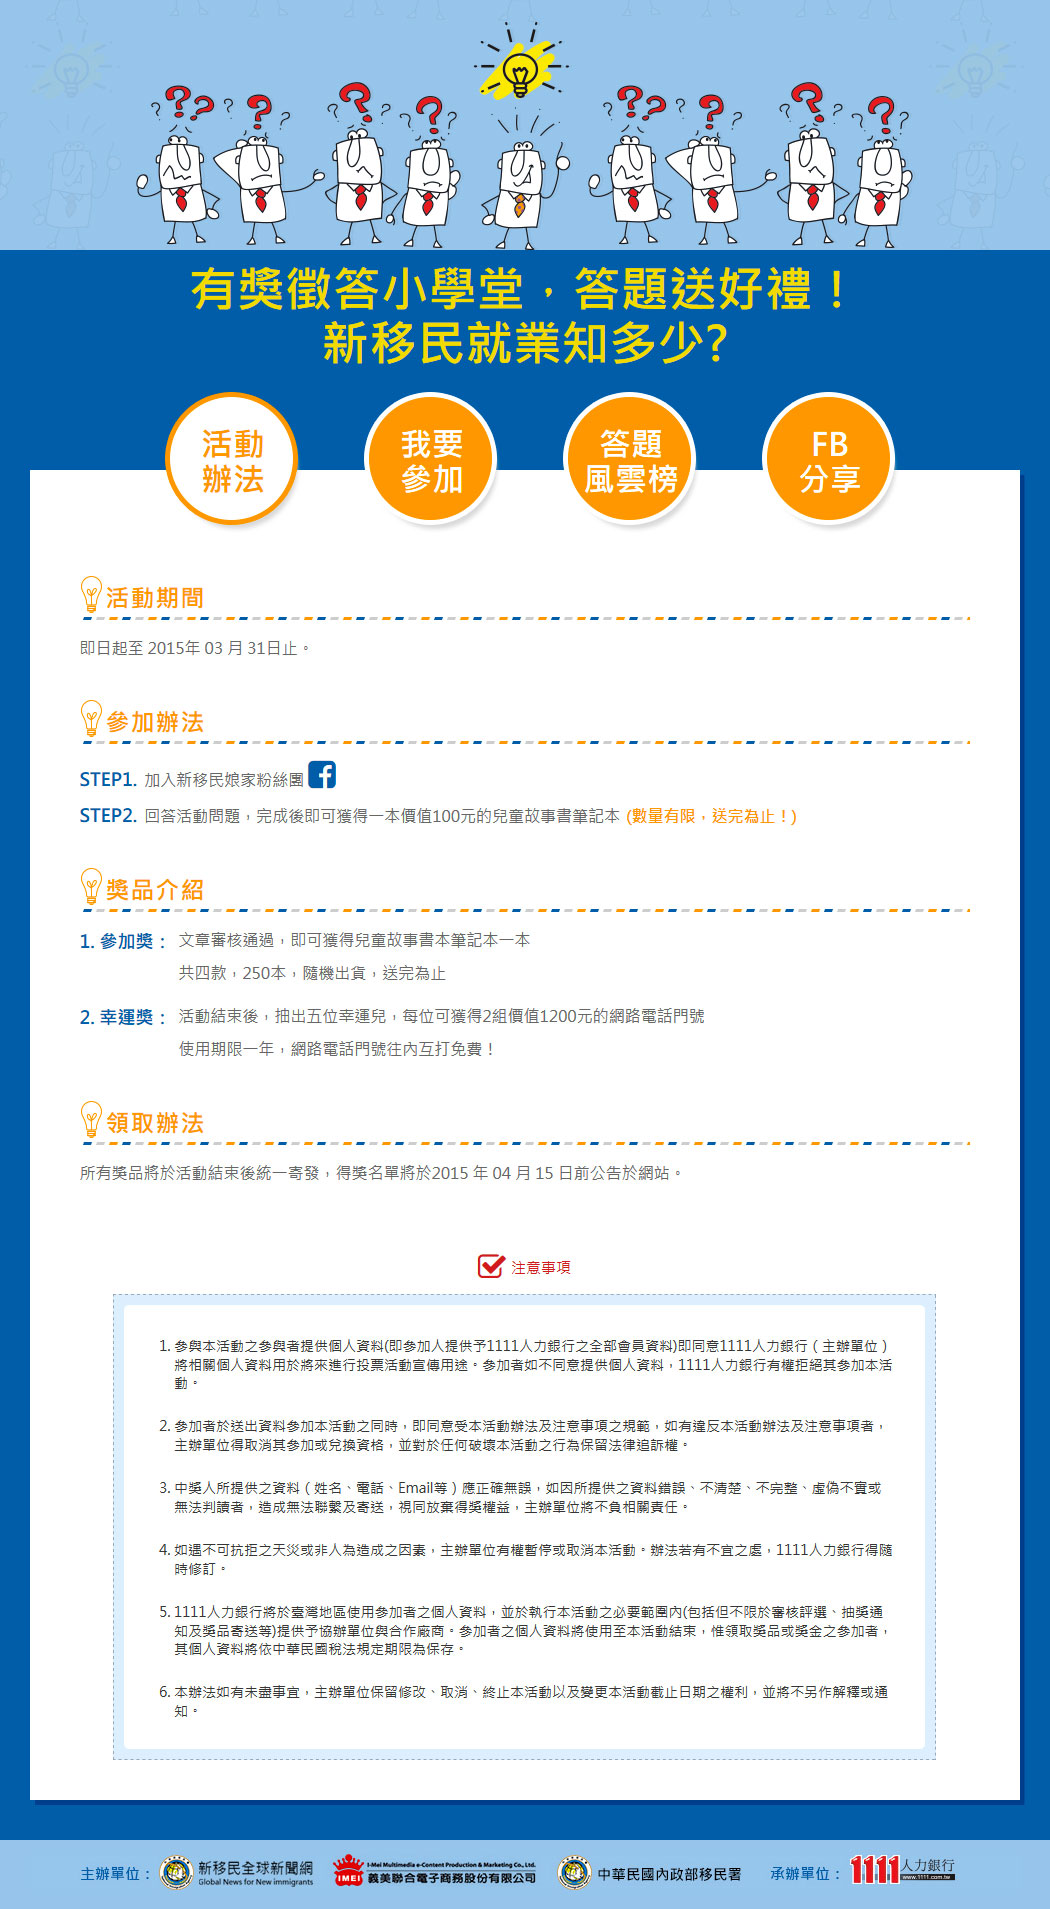 有獎徵答小學堂，答題送好禮！
新移民就業知多少?
活動
辦法
我要
參加
答題
風雲榜
FB
分享
活動期間
即日起至 2015年 03 月 31日止。
參加辦法
STEP1. 加入新移民娘家粉絲團
STEP2. 回答活動問題，完成後即可獲得一本價值100元的兒童故事書筆記本 (數量有限，送完為止！)
獎品介紹
1. 參加獎： 文章審核通過，即可獲得兒童故事書本筆記本一本
共四款，250本，隨機出貨，送完為止
2. 幸運獎： 活動結束後，抽出五位幸運兒，每位可獲得2組價值1200元的網路電話門號
使用期限一年，網路電話門號往內互打免費！
領取辦法
所有獎品將於活動結束後統一寄發，得獎名單將於2015 年 04 月 15 日前公告於網站。
注意事項
1. 參與本活動之參與者提供個人資料(即參加人提供予1111人力銀行之全部會員資料)即同意1111人力銀行（主辦單位）
將相關個人資料用於將來進行投票活動宣傳用途。參加者如不同意提供個人資料，1111人力銀行有權拒絕其參加本活
動。
2. 參加者於送出資料參加本活動之同時，即同意受本活動辦法及注意事項之規範，如有違反本活動辦法及注意事項者，
主辦單位得取消其參加或兌換資格，並對於任何破壞本活動之行為保留法律追訴權。
3. 中獎人所提供之資料（姓名、電話、Email等）應正確無誤，如因所提供之資料錯誤、不清楚、不完整、虛偽不實或
無法判讀者，造成無法聯繫及寄送，視同放棄得獎權益，主辦單位將不負相關責任。
4. 如遇不可抗拒之天災或非人為造成之因素，主辦單位有權暫停或取消本活動。辦法若有不宜之處，1111人力銀行得隨
時修訂。
5. 1111人力銀行將於臺灣地區使用參加者之個人資料，並於執行本活動之必要範圍內(包括但不限於審核評選、抽獎通
知及獎品寄送等)提供予協辦單位與合作廠商。參加者之個人資料將使用至本活動結束，惟領取獎品或獎金之參加者，
其個人資料將依中華民國稅法規定期限為保存。
6. 本辦法如有未盡事宜，主辦單位保留修改、取消、終止本活動以及變更本活動截止日期之權利，並將不另作解釋或通
知。
主辦單位： 新移民全球新聞網 Global News for New immigrants
IMEI I-Mei Multimedia e-Content Production & Marketing Co., Ltd. 義美聯合電子商務股份有限公司
中華民國內政部移民署
承辦單位： 1111人力銀行 www.1111.com.tw